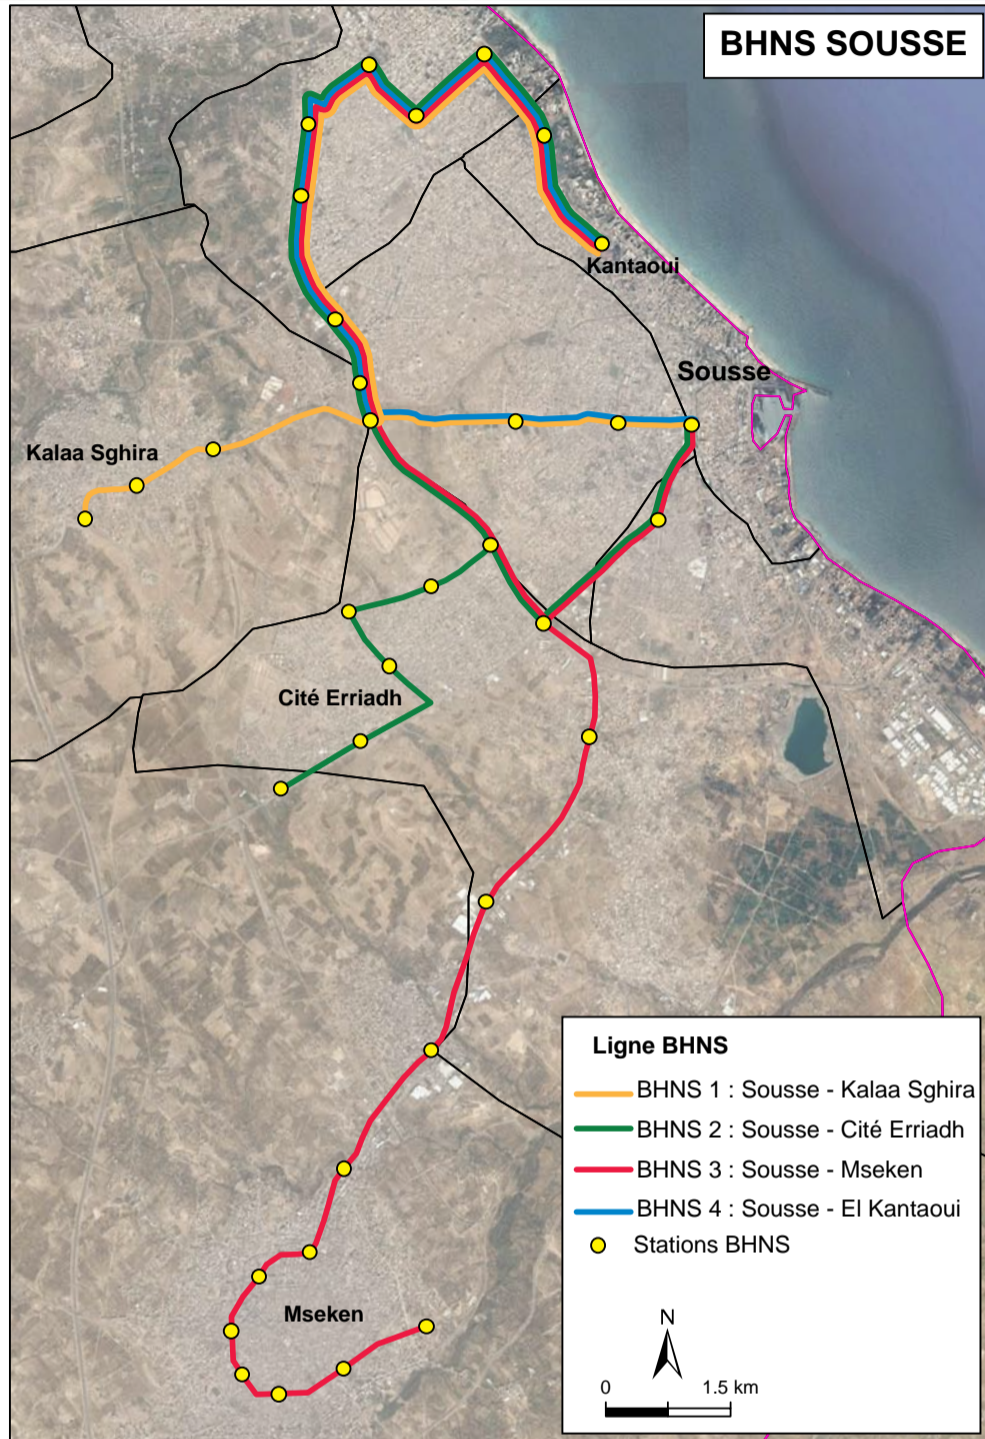 BHNS SOUSSE
Kantaoui
Sousse
Kalaa Sghira
Cité Erriadh
Mseken
Ligne BHNS
BHNS 1 : Sousse - Kalaa Sghira
BHNS 2 : Sousse - Cité Erriadh
BHNS 3 : Sousse - Mseken
BHNS 4 : Sousse - El Kantaoui
Stations BHNS
N
0 1.5 km